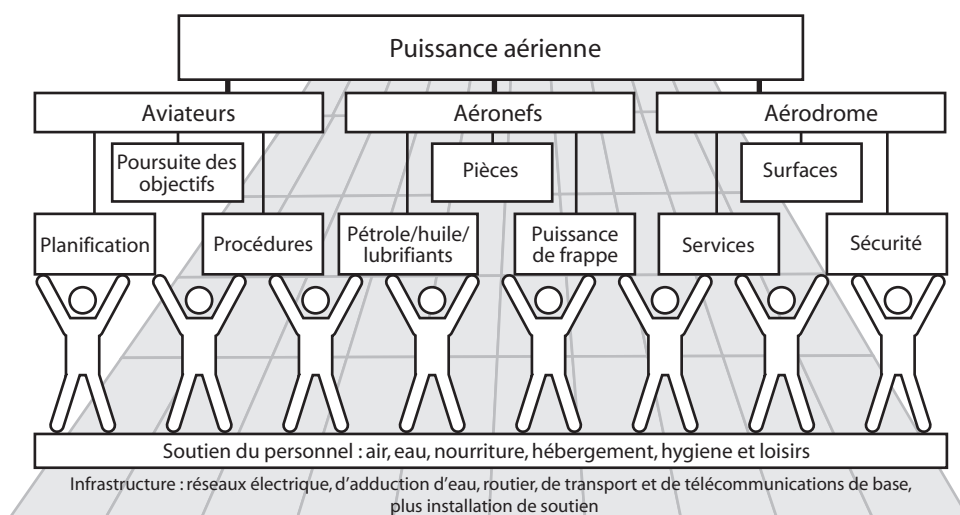 Puissance aérienne
Aviateurs
Aéronefs
Aérodrome
Poursuite des
objectifs
Pièces
Surfaces
Planification
Procédures
Pétrole/huile/
lubrifiants
Puissance
de frappe
Services
Sécurité
Soutien du personnel : air, eau, nourriture, hébergement, hygiene et loisirs
Infrastructure : réseaux électrique, d'adduction d'eau, routier, de transport et de télécommunications de base,
plus installation de soutien